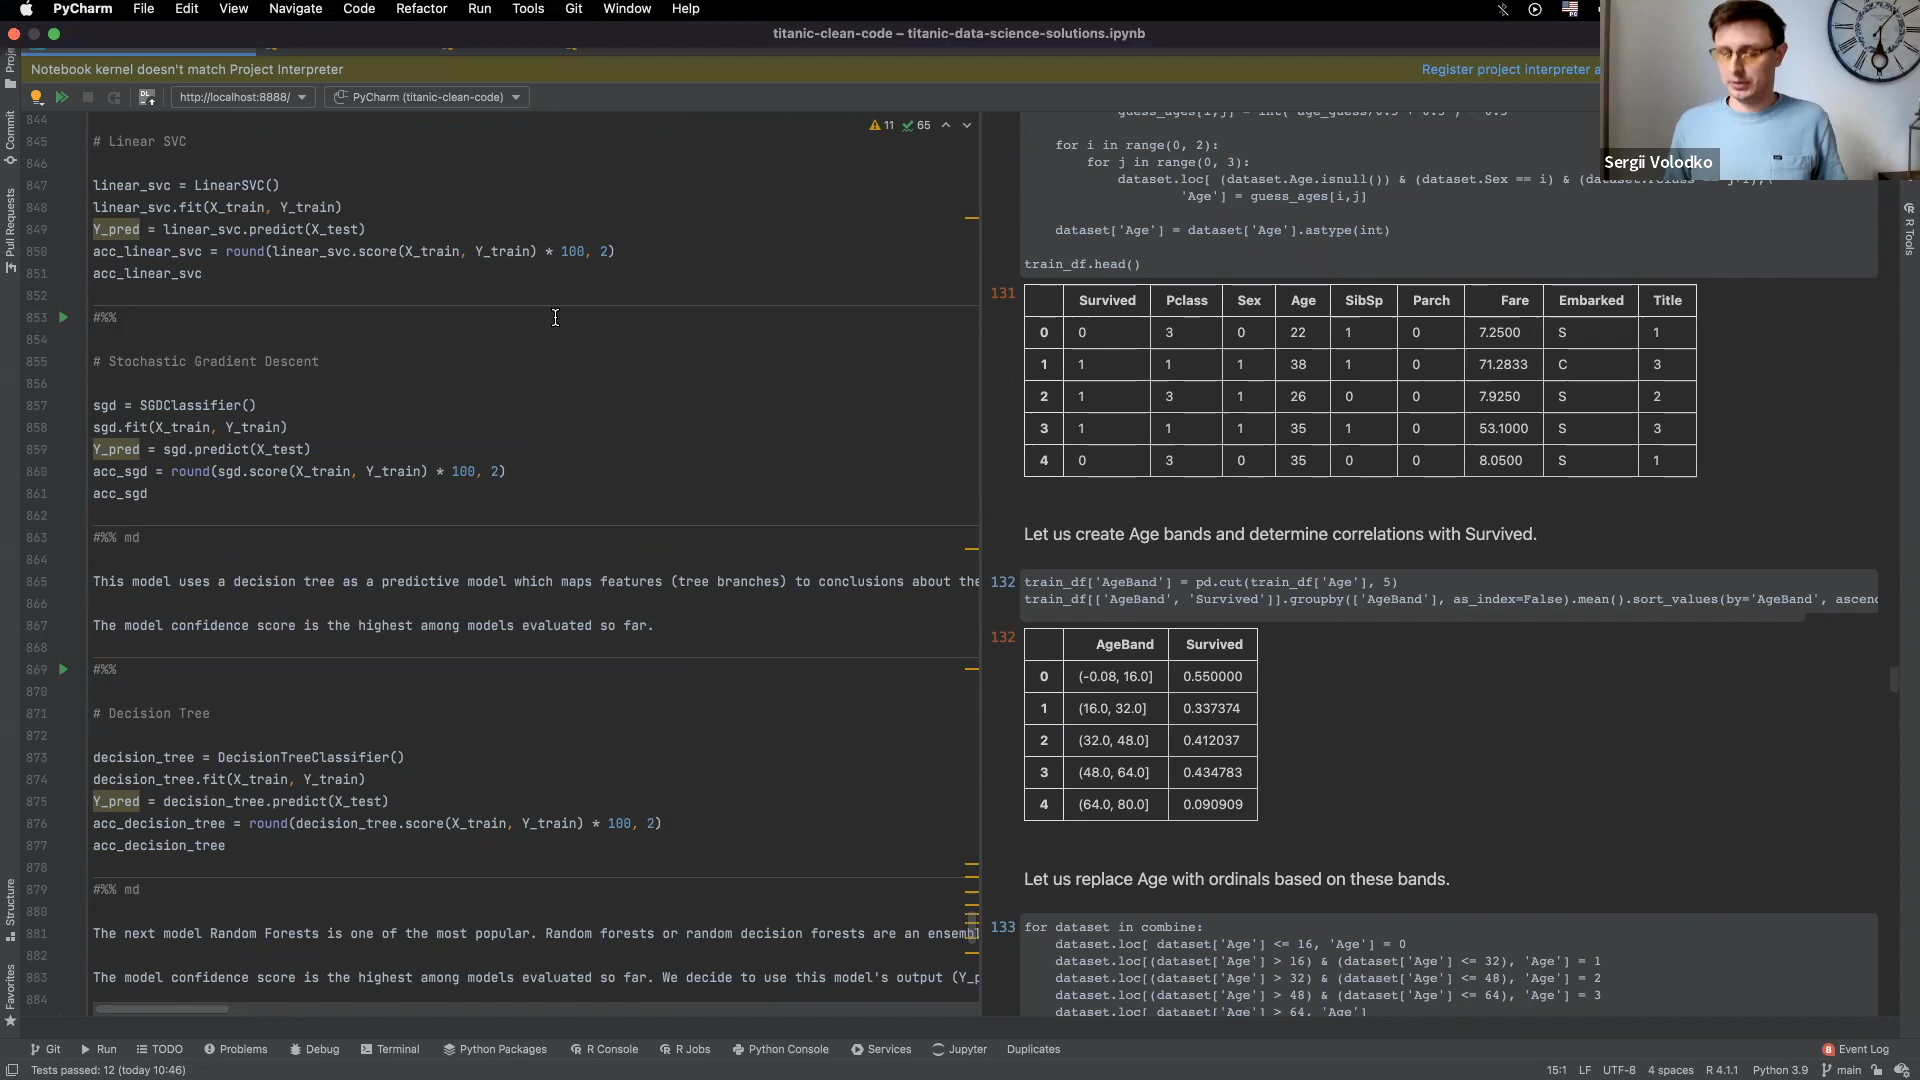 PyCharm File Edit View Navigate Code Refactor Run Tools Git Window Help
titanic-clean-code – titanic-data-science-solutions.ipynb
Notebook kernel doesn't match Project Interpreter
Register project interpreter a
http://localhost:8888/
PyCharm (titanic-clean-code)
11 65
Commit
Pull Requests
Structure
Favorites
R Tools
Sergii Volodko
844
845 # Linear SVC
846
847 linear_svc = LinearSVC()
848 linear_svc.fit(X_train, Y_train)
849 Y_pred = linear_svc.predict(X_test)
850 acc_linear_svc = round(linear_svc.score(X_train, Y_train) * 100, 2)
851 acc_linear_svc
852
853 #%%
854
855 # Stochastic Gradient Descent
856
857 sgd = SGDClassifier()
858 sgd.fit(X_train, Y_train)
859 Y_pred = sgd.predict(X_test)
860 acc_sgd = round(sgd.score(X_train, Y_train) * 100, 2)
861 acc_sgd
862
863 #%% md
864
865 This model uses a decision tree as a predictive model which maps features (tree branches) to conclusions about the
866
867 The model confidence score is the highest among models evaluated so far.
868
869 #%%
870
871 # Decision Tree
872
873 decision_tree = DecisionTreeClassifier()
874 decision_tree.fit(X_train, Y_train)
875 Y_pred = decision_tree.predict(X_test)
876 acc_decision_tree = round(decision_tree.score(X_train, Y_train) * 100, 2)
877 acc_decision_tree
878
879 #%% md
880
881 The next model Random Forests is one of the most popular. Random forests or random decision forests are an ensembl
882
883 The model confidence score is the highest among models evaluated so far. We decide to use this model's output (Y_p
884
for i in range(0, 2):
for j in range(0, 3):
dataset.loc[ (dataset.Age.isnull()) & (dataset.Sex == i) &
'Age'] = guess_ages[i,j]
dataset['Age'] = dataset['Age'].astype(int)
train_df.head()
131
Survived Pclass Sex Age SibSp Parch Fare Embarked Title
0 0 3 0 22 1 0 7.2500 S 1
1 1 1 1 38 1 0 71.2833 C 3
2 1 3 1 26 0 0 7.9250 S 2
3 1 1 1 35 1 0 53.1000 S 3
4 0 3 0 35 0 0 8.0500 S 1
Let us create Age bands and determine correlations with Survived.
132 train_df['AgeBand'] = pd.cut(train_df['Age'], 5)
train_df[['AgeBand', 'Survived']].groupby(['AgeBand'], as_index=False).mean().sort_values(by='AgeBand', ascend
132
AgeBand Survived
0 (-0.08, 16.0] 0.550000
1 (16.0, 32.0] 0.337374
2 (32.0, 48.0] 0.412037
3 (48.0, 64.0] 0.434783
4 (64.0, 80.0] 0.090909
Let us replace Age with ordinals based on these bands.
133 for dataset in combine:
dataset.loc[ dataset['Age'] <= 16, 'Age'] = 0
dataset.loc[(dataset['Age'] > 16) & (dataset['Age'] <= 32), 'Age'] = 1
dataset.loc[(dataset['Age'] > 32) & (dataset['Age'] <= 48), 'Age'] = 2
dataset.loc[(dataset['Age'] > 48) & (dataset['Age'] <= 64), 'Age'] = 3
dataset.loc[ dataset['Age'] > 64, 'Age']
Git Run TODO Problems Debug Terminal Python Packages R Console R Jobs Python Console Services Jupyter Duplicates 8 Event Log
Tests passed: 12 (today 10:46) 15:1 LF UTF-8 4 spaces R 4.1.1 Python 3.9 main